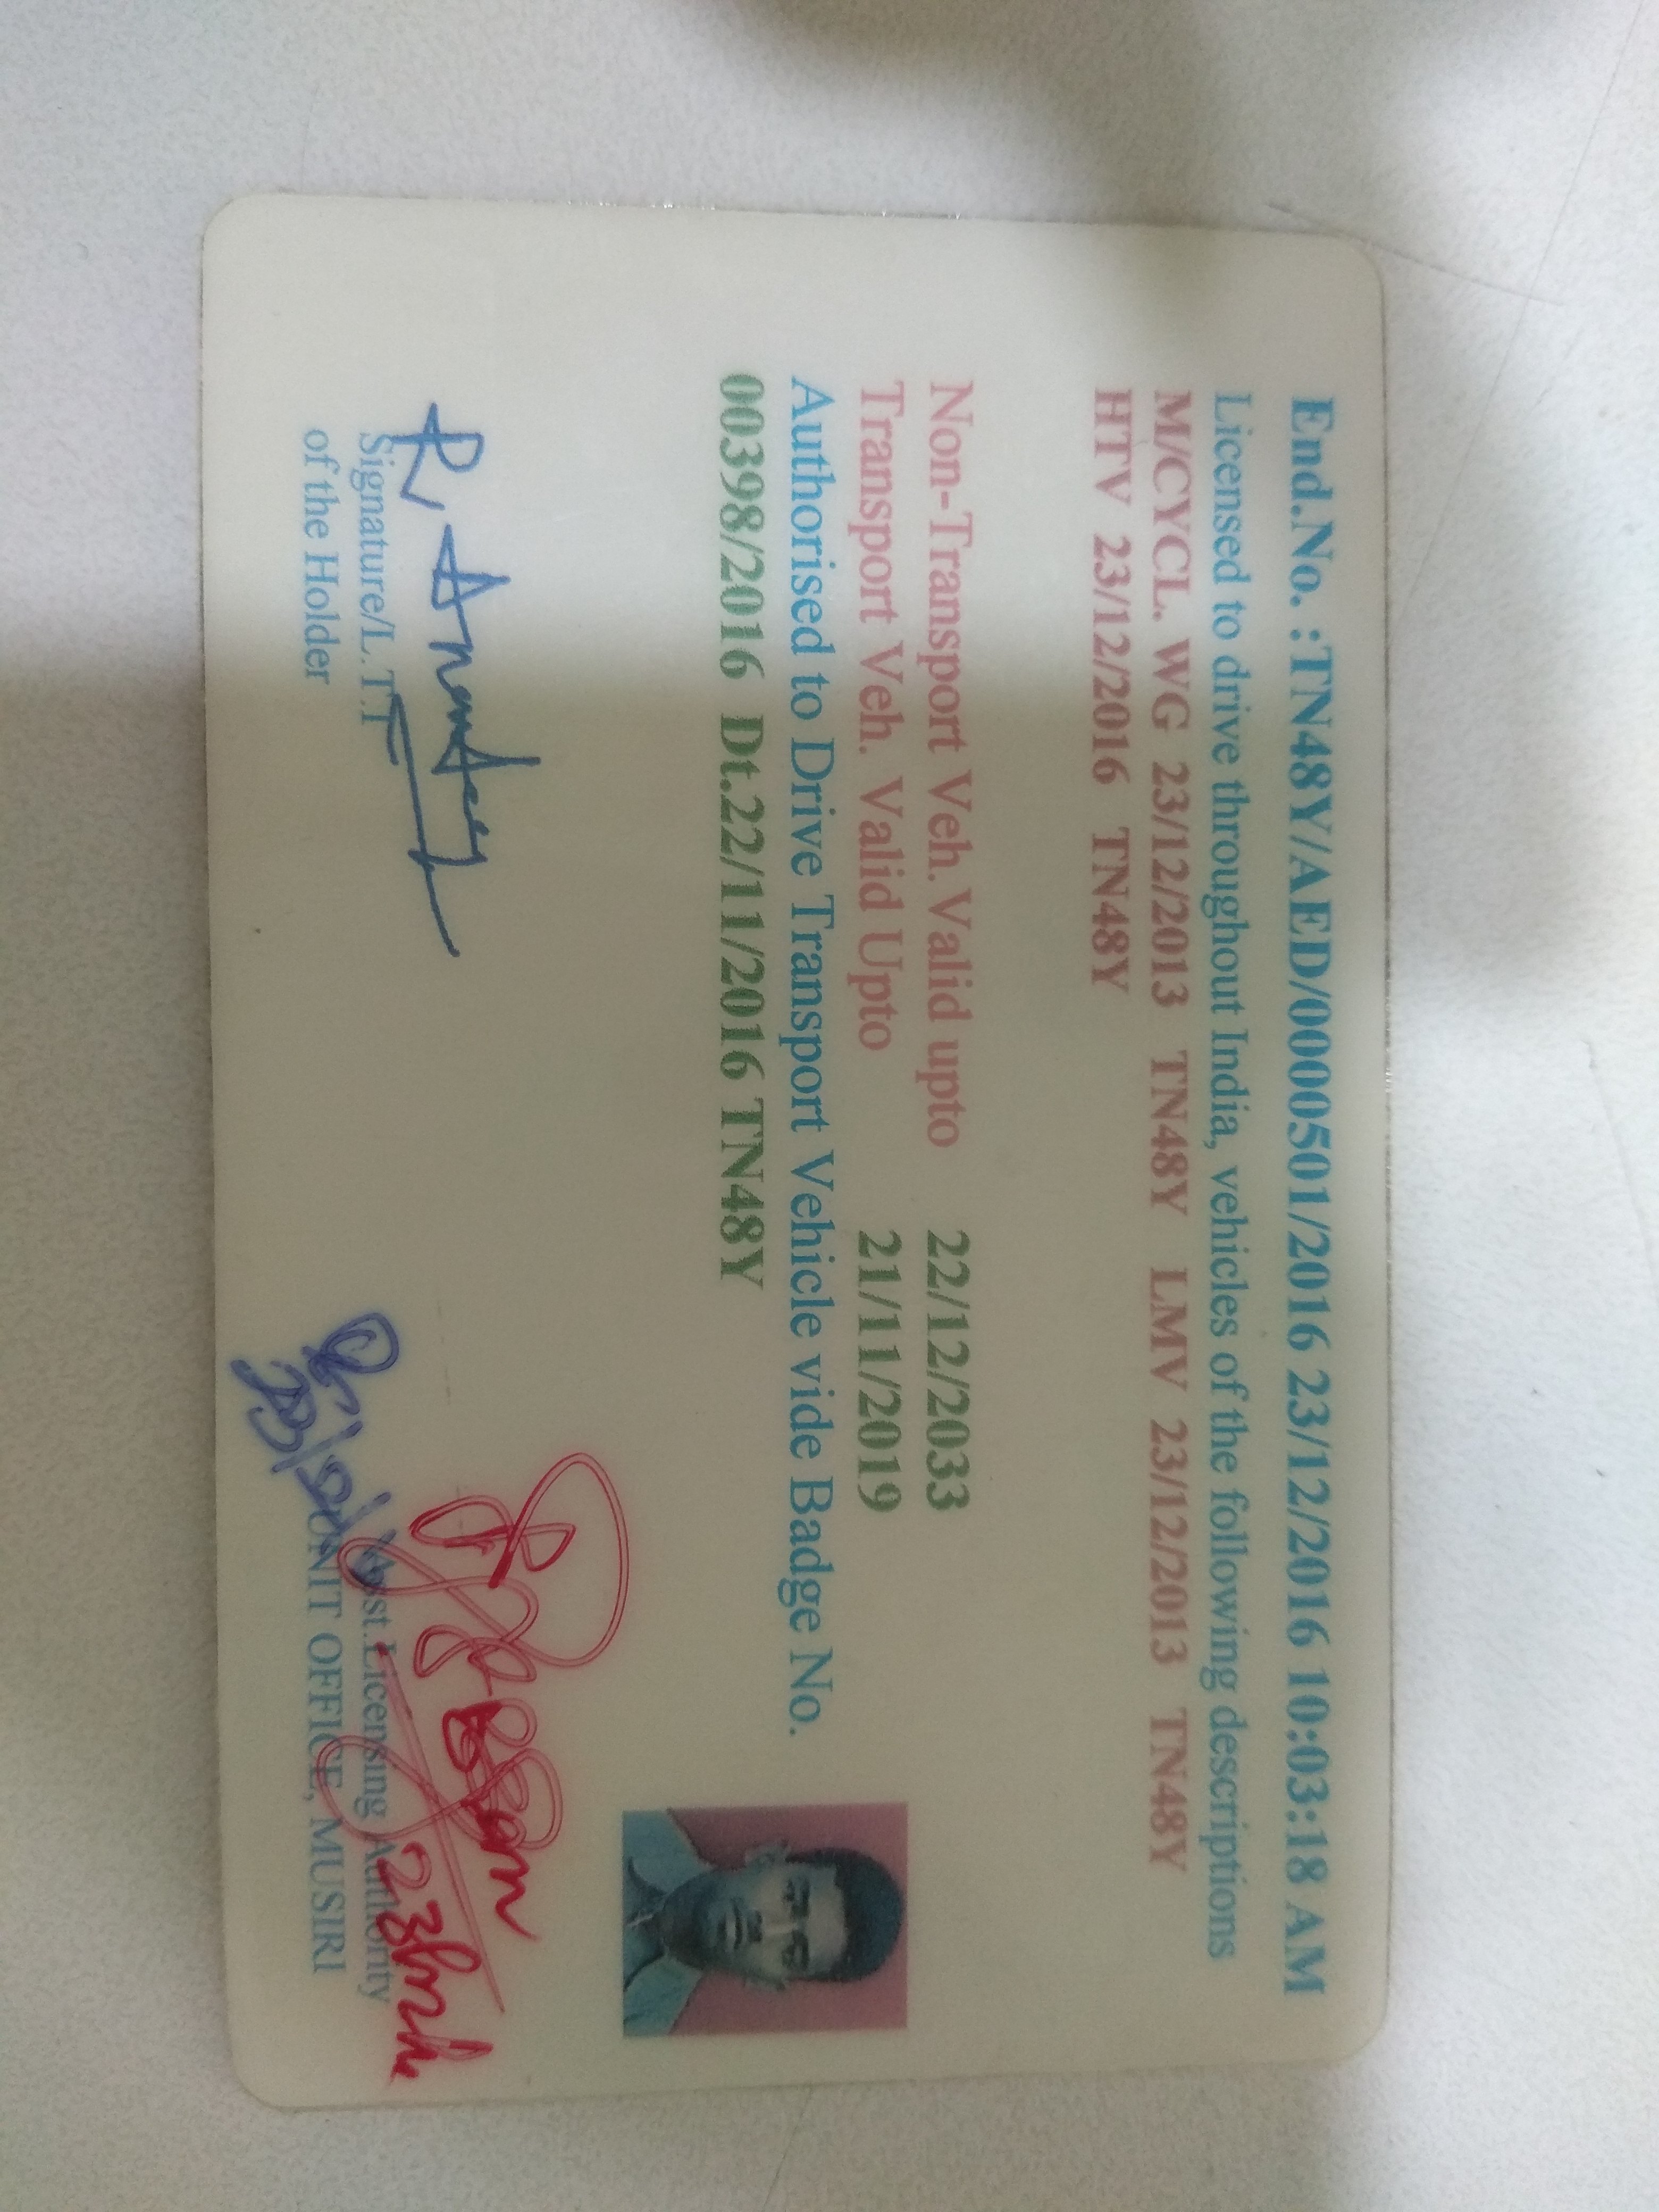 End.No. :TN48Y/AED/0000501/2016 23/12/2016 10:03:18 AM
Licensed to drive throughout India, vehicles of the following descriptions
M/CYCL. WG 23/12/2013 TN48Y LMV 23/12/2013 TN48Y
HTV 23/12/2016 TN48Y
Non-Transport Veh. Valid upto 22/12/2033
Transport Veh. Valid Upto 21/11/2019
Authorised to Drive Transport Vehicle vide Badge No.
00398/2016 Dt.22/11/2016 TN48Y
Signature/L.T.I
of the Holder
Licensing Authority
UNIT OFFICE, MUSIRI